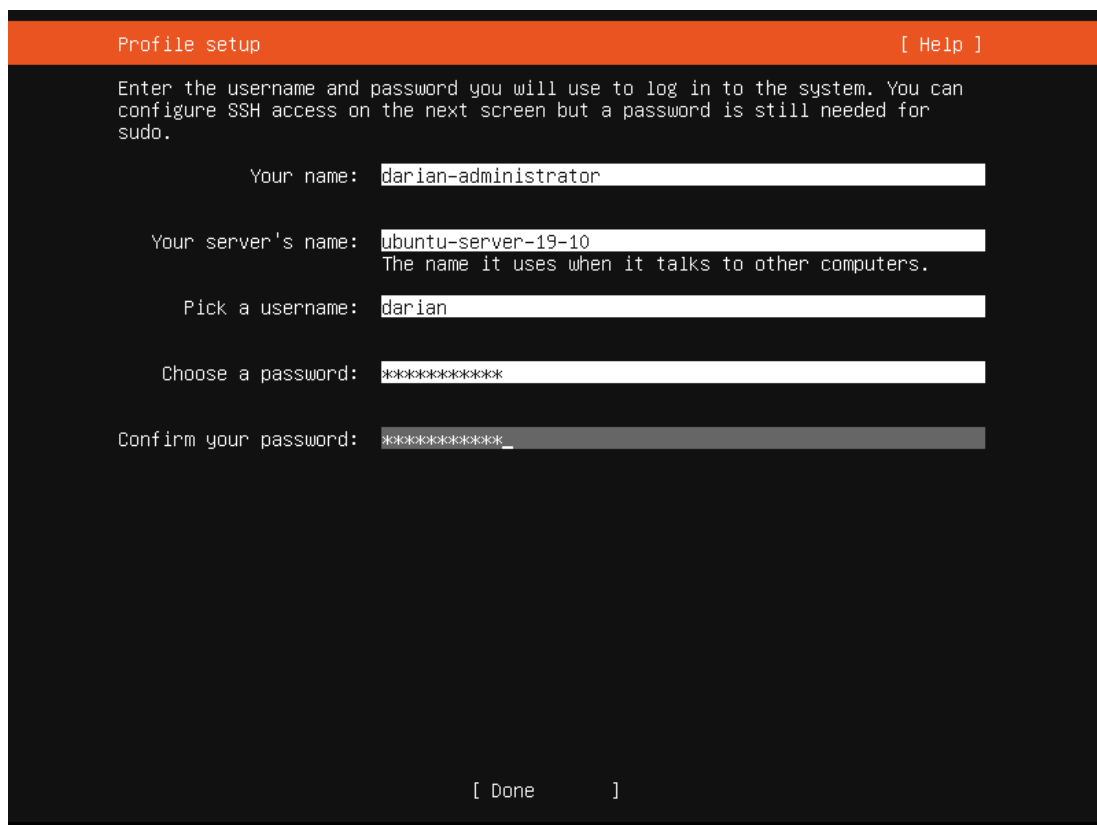 Profile setup [ Help ]
Enter the username and password you will use to log in to the system. You can
configure SSH access on the next screen but a password is still needed for
sudo.
Your name: darian-administrator
Your server's name: ubuntu-server-19-10
The name it uses when it talks to other computers.
Pick a username: darian
Choose a password: ***********
Confirm your password: ***********_
[ Done ]